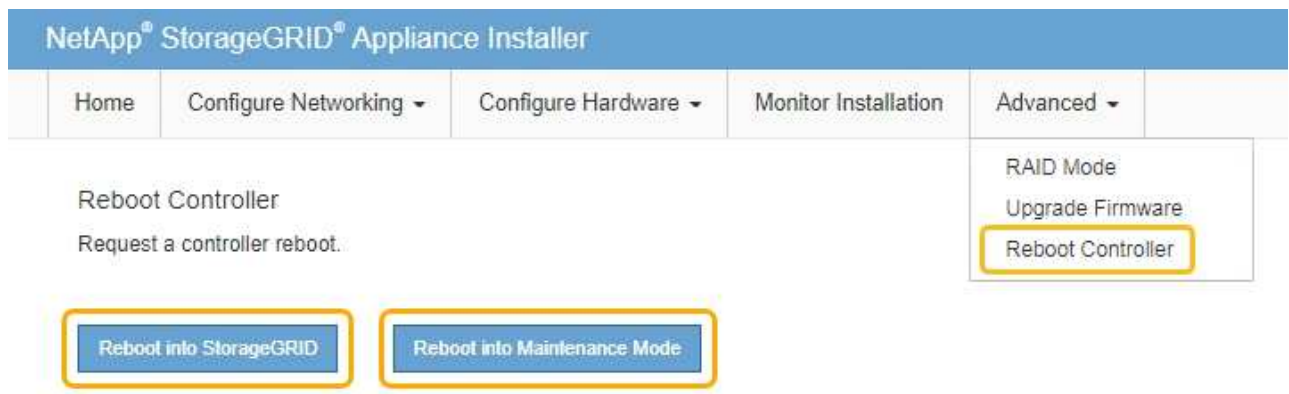 NetApp® StorageGRID® Appliance Installer
Home Configure Networking Configure Hardware Monitor Installation Advanced
RAID Mode
Upgrade Firmware
Reboot Controller
Reboot Controller
Request a controller reboot.
Reboot into StorageGRID Reboot into Maintenance Mode